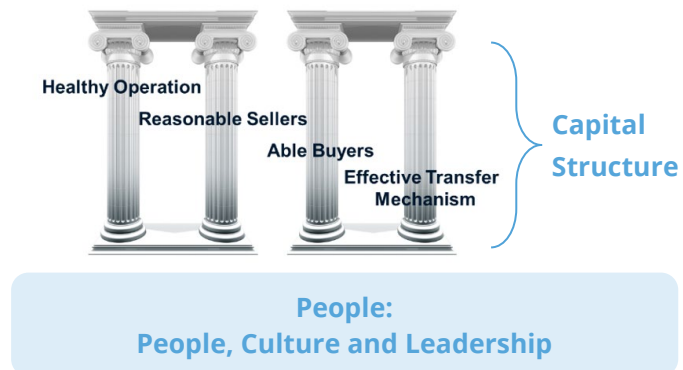 Healthy Operation
Reasonable Sellers
Able Buyers
Effective Transfer
Mechanism
Capital
Structure
People:
People, Culture and Leadership